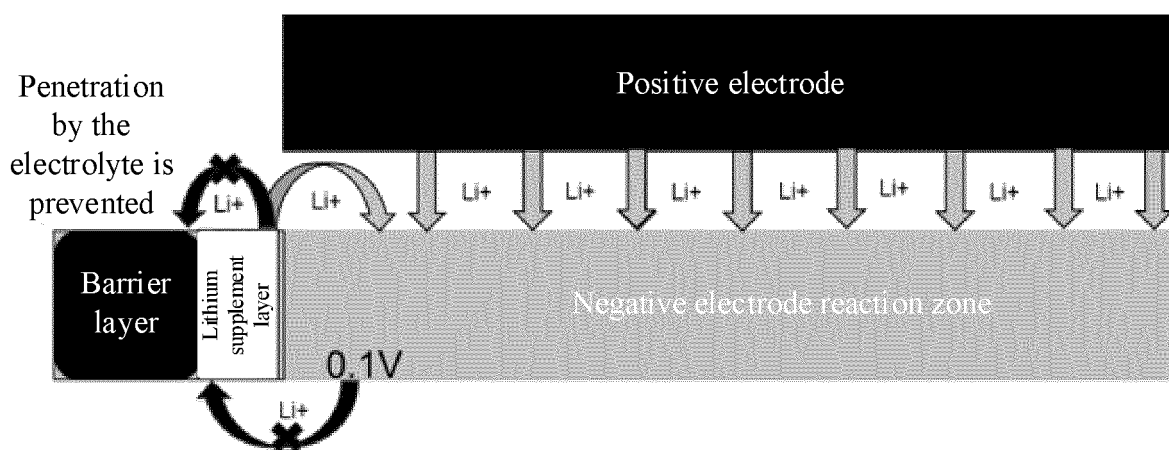 Positive electrode
Penetration
by the
electrolyte is
prevented
Li+
Li+
Li+
Li+
Li+
Li+
Li+
Li+
Li+
Barrier
layer
Lithium
supplement
layer
Negative electrode reaction zone
0.1V
Li+